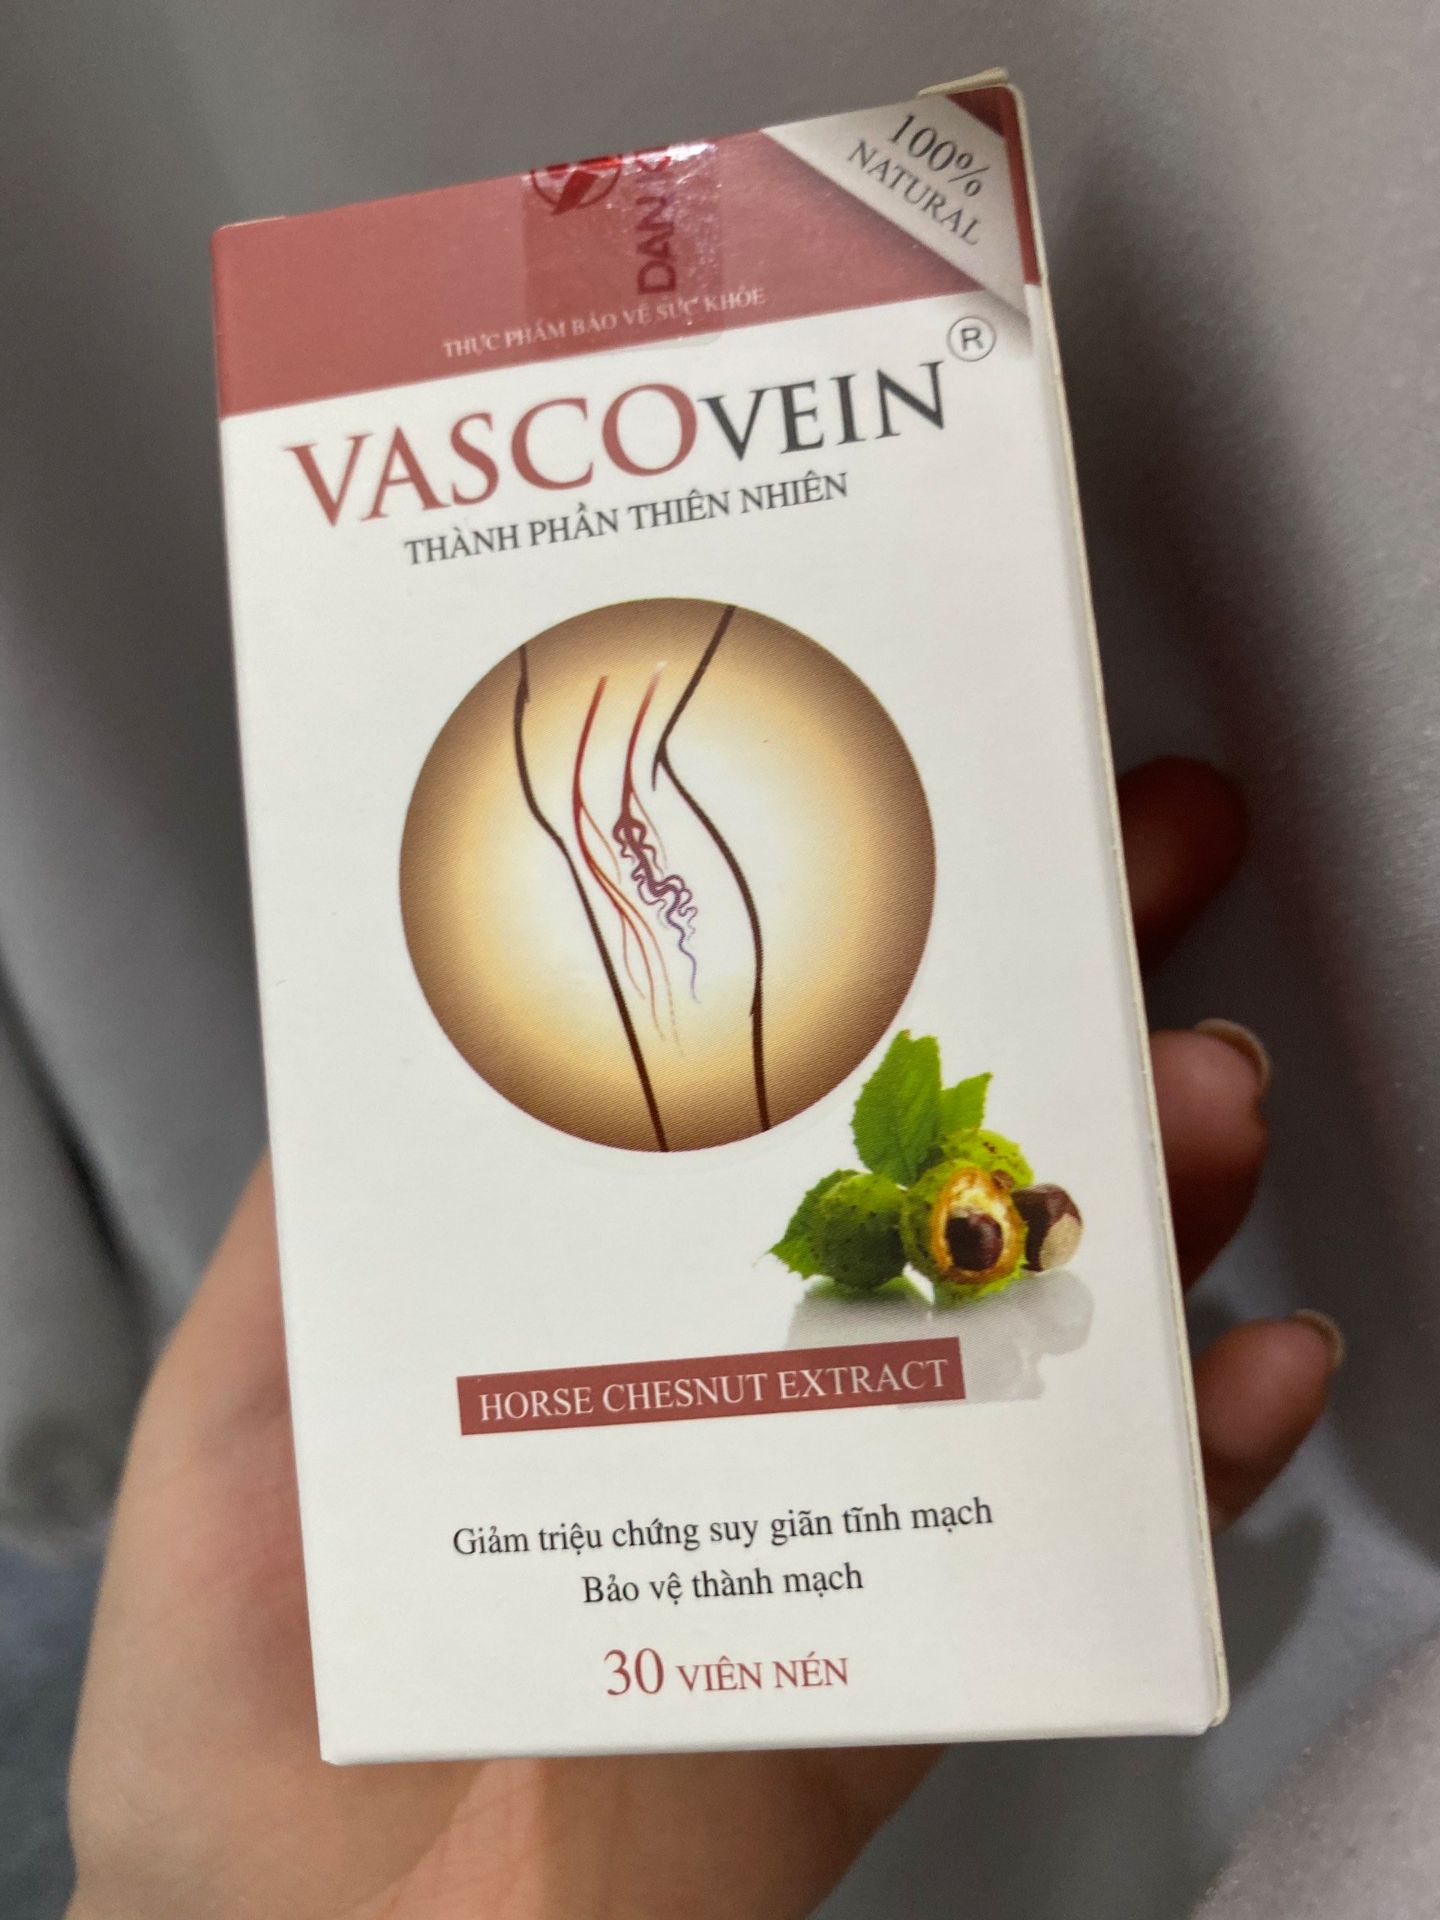 100%
NATURAL
DAN
THỰC PHẨM BẢO VỆ SỨC KHỎE
VASCOVEIN®
THÀNH PHẦN THIÊN NHIÊN
HORSE CHESNUT EXTRACT
Giảm triệu chứng suy giãn tĩnh mạch
Bảo vệ thành mạch
30 VIÊN NÉN